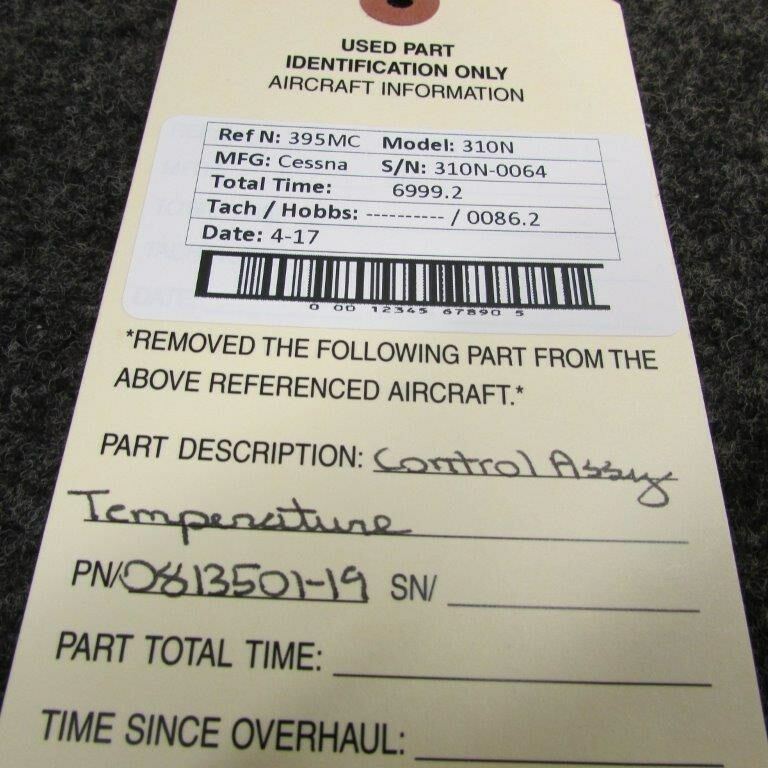 USED PART
IDENTIFICATION ONLY
AIRCRAFT INFORMATION
Ref N: 395MC Model: 310N
MFG: Cessna S/N: 310N-0064
Total Time: 6999.2
Tach / Hobbs: ---------- / 0086.2
Date: 4-17
0 00 12345 67890 5
*REMOVED THE FOLLOWING PART FROM THE
ABOVE REFERENCED AIRCRAFT.*
PART DESCRIPTION: Control Assy
Temperature
PN/0813501-19 SN/
PART TOTAL TIME:
TIME SINCE OVERHAUL: